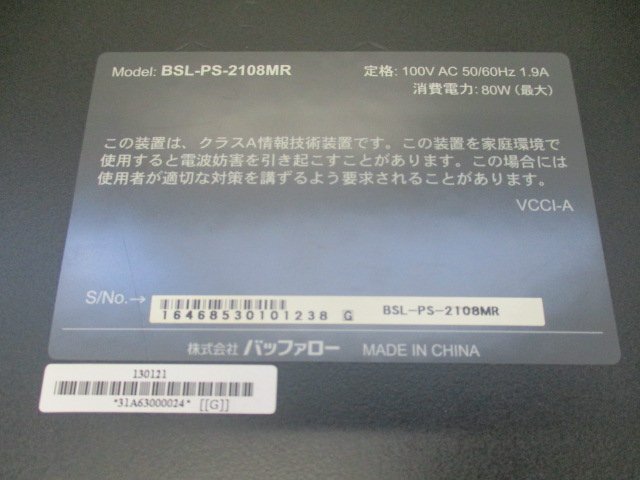 Model: BSL-PS-2108MR
定格: 100V AC 50/60Hz 1.9A
消費電力: 80W (最大)
この装置は、クラスA情報技術装置です。この装置を家庭環境で
使用すると電波妨害を引き起こすことがあります。この場合には
使用者が適切な対策を講ずるよう要求されることがあります。
VCCI-A
S/No.→
16468530101238 G BSL-PS-2108MR
株式会社 バッファロー MADE IN CHINA
130121
*31A63000024* [[G]]